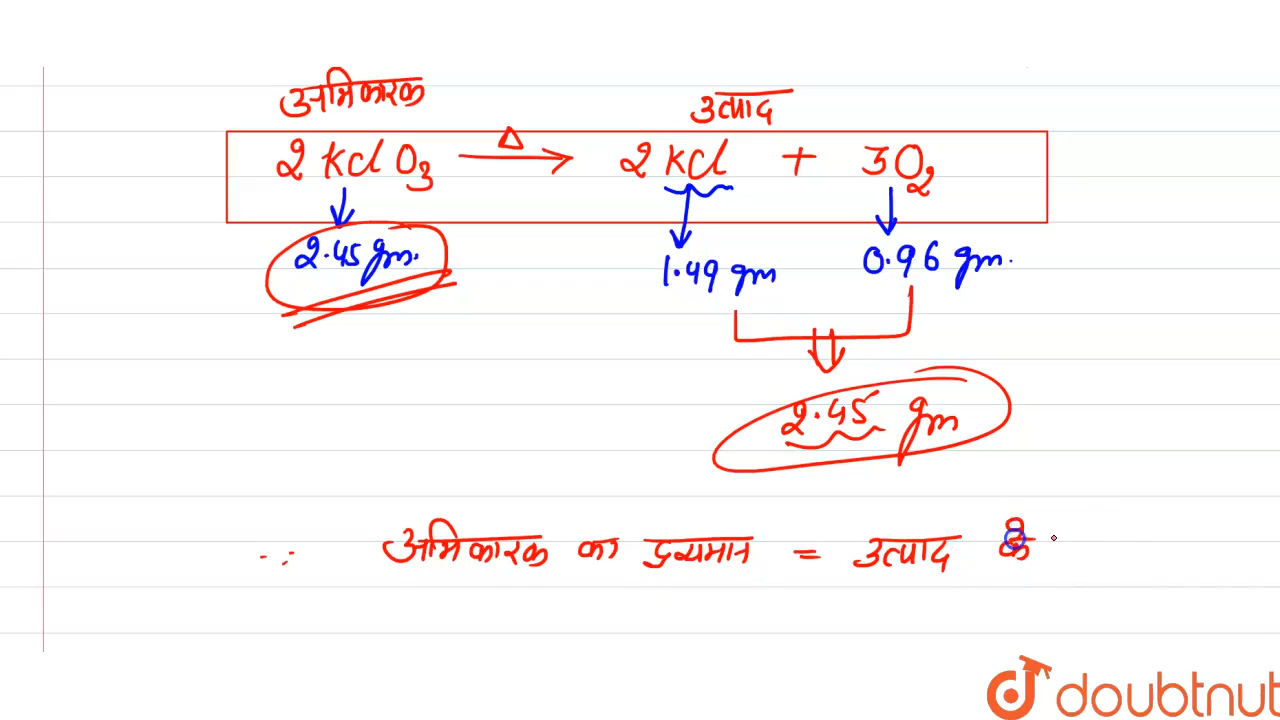 अभिकारक उत्पाद
2 KClO₃ —Δ→ 2 KCl + 3O₂
2.45 gm. 1.49 gm 0.96 gm.
2.45 gm
∵ अभिकारक का द्रव्यमान = उत्पाद के
doubtnut